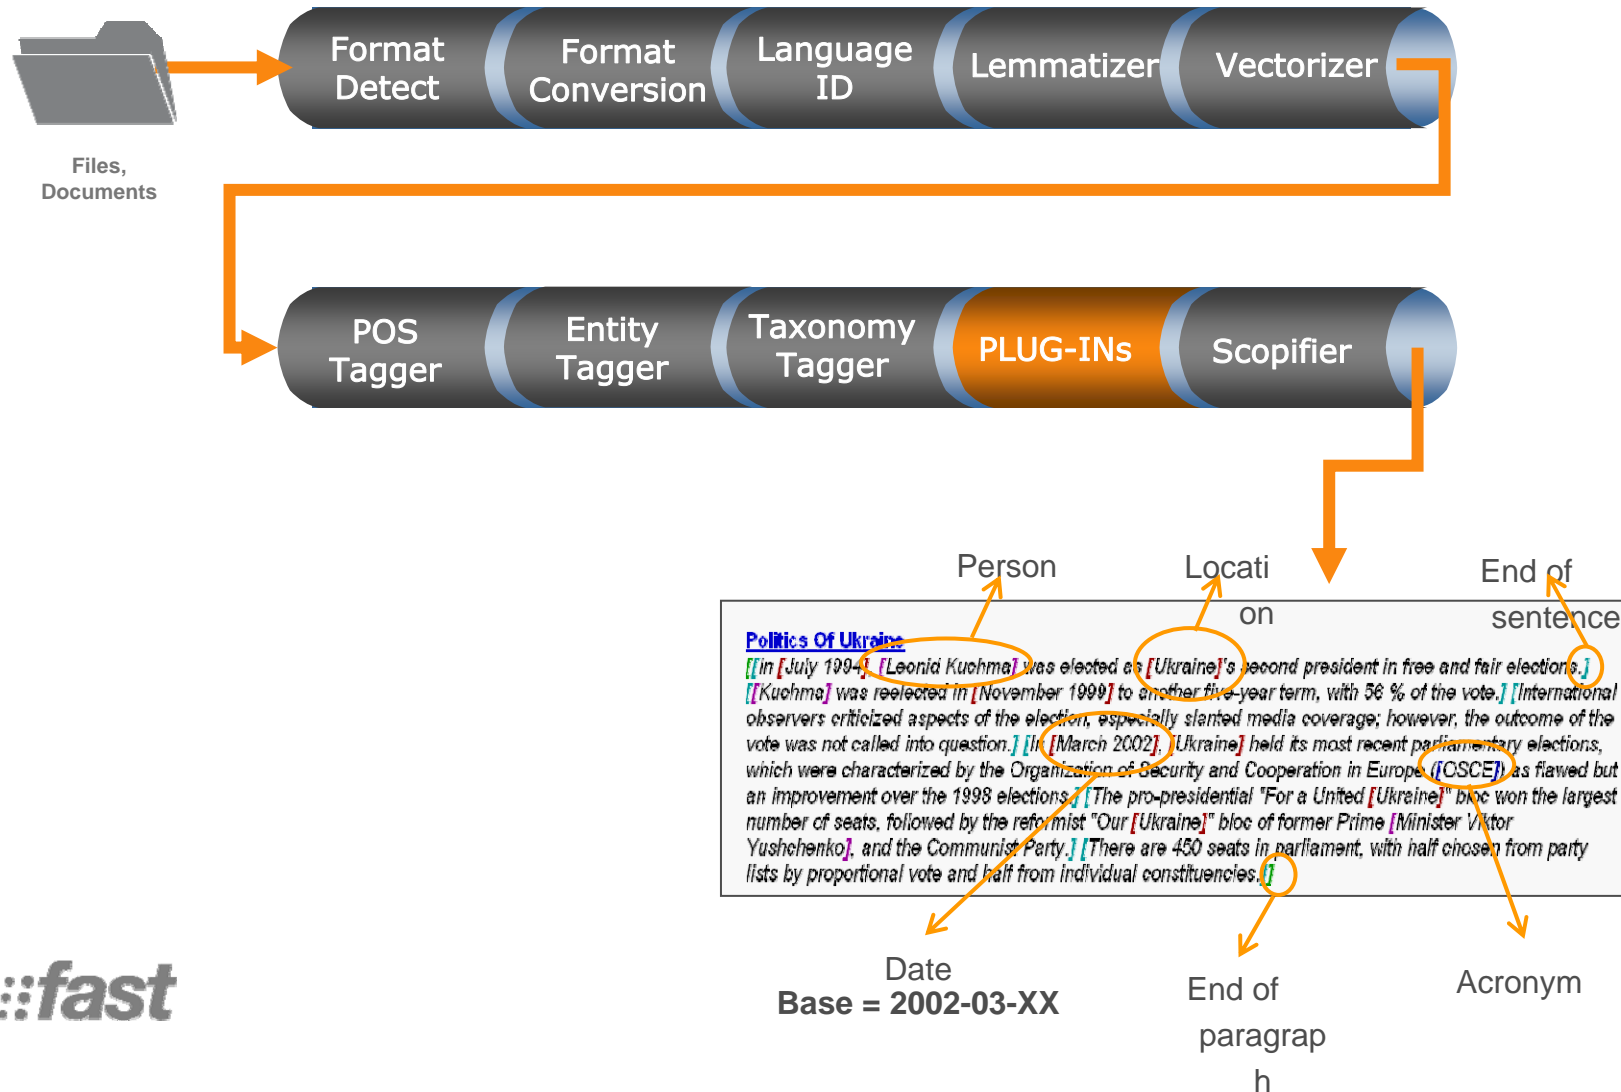 Format
Detect
Format
Conversion
Language
ID
Lemmatizer
Vectorizer
Files,
Documents
POS
Tagger
Entity
Tagger
Taxonomy
Tagger
PLUG-INs
Scopifier
Person
Locati
on
End of
sentence
Politics Of Ukraine
[[In [July 1994], [Leonid Kuchma] was elected as [Ukraine]'s second president in free and fair elections.]
[[Kuchma] was reelected in [November 1999] to another five-year term, with 56 % of the vote.] [International
observers criticized aspects of the election, especially slanted media coverage; however, the outcome of the
vote was not called into question.] [In [March 2002], [Ukraine] held its most recent parliamentary elections,
which were characterized by the Organization of Security and Cooperation in Europe ([OSCE]) as flawed but
an improvement over the 1998 elections.] [The pro-presidential "For a United [Ukraine]" bloc won the largest
number of seats, followed by the reformist "Our [Ukraine]" bloc of former Prime [Minister Viktor
Yushchenko], and the Communist Party.] [There are 450 seats in parliament, with half chosen from party
lists by proportional vote and half from individual constituencies.]]
Date
Base = 2002-03-XX
End of
paragrap
h
Acronym
fast